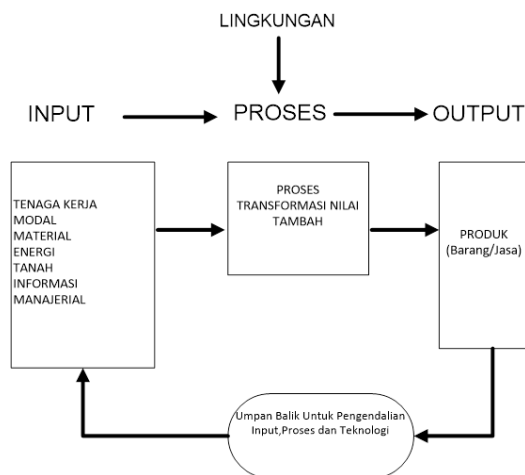 LINGKUNGAN
INPUT
PROSES
OUTPUT
TENAGA KERJA
MODAL
MATERIAL
ENERGI
TANAH
INFORMASI
MANAJERIAL
PROSES
TRANSFORMASI NILAI
TAMBAH
PRODUK
(Barang/Jasa)
Umpan Balik Untuk Pengendalian
Input,Proses dan Teknologi